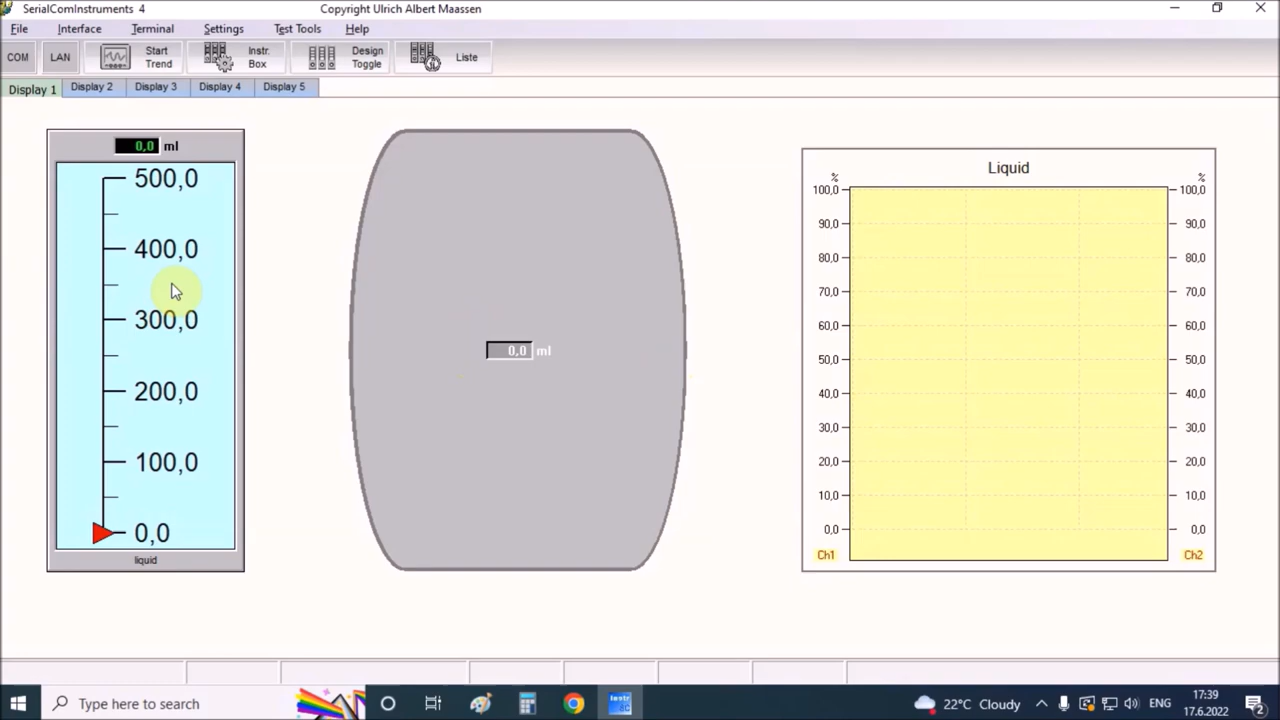 SerialComInstruments 4
Copyright Ulrich Albert Maassen
File Interface Terminal Settings Test Tools Help
COM LAN Start Trend Instr. Box Design Toggle Liste
Display 1 Display 2 Display 3 Display 4 Display 5
0,0 ml
500,0
400,0
300,0
200,0
100,0
0,0
liquid
0,0 ml
Liquid
% %
100,0 100,0
90,0 90,0
80,0 80,0
70,0 70,0
60,0 60,0
50,0 50,0
40,0 40,0
30,0 30,0
20,0 20,0
10,0 10,0
0,0 0,0
Ch1 Ch2
Type here to search
22°C Cloudy
ENG
17:39
17.6.2022
2